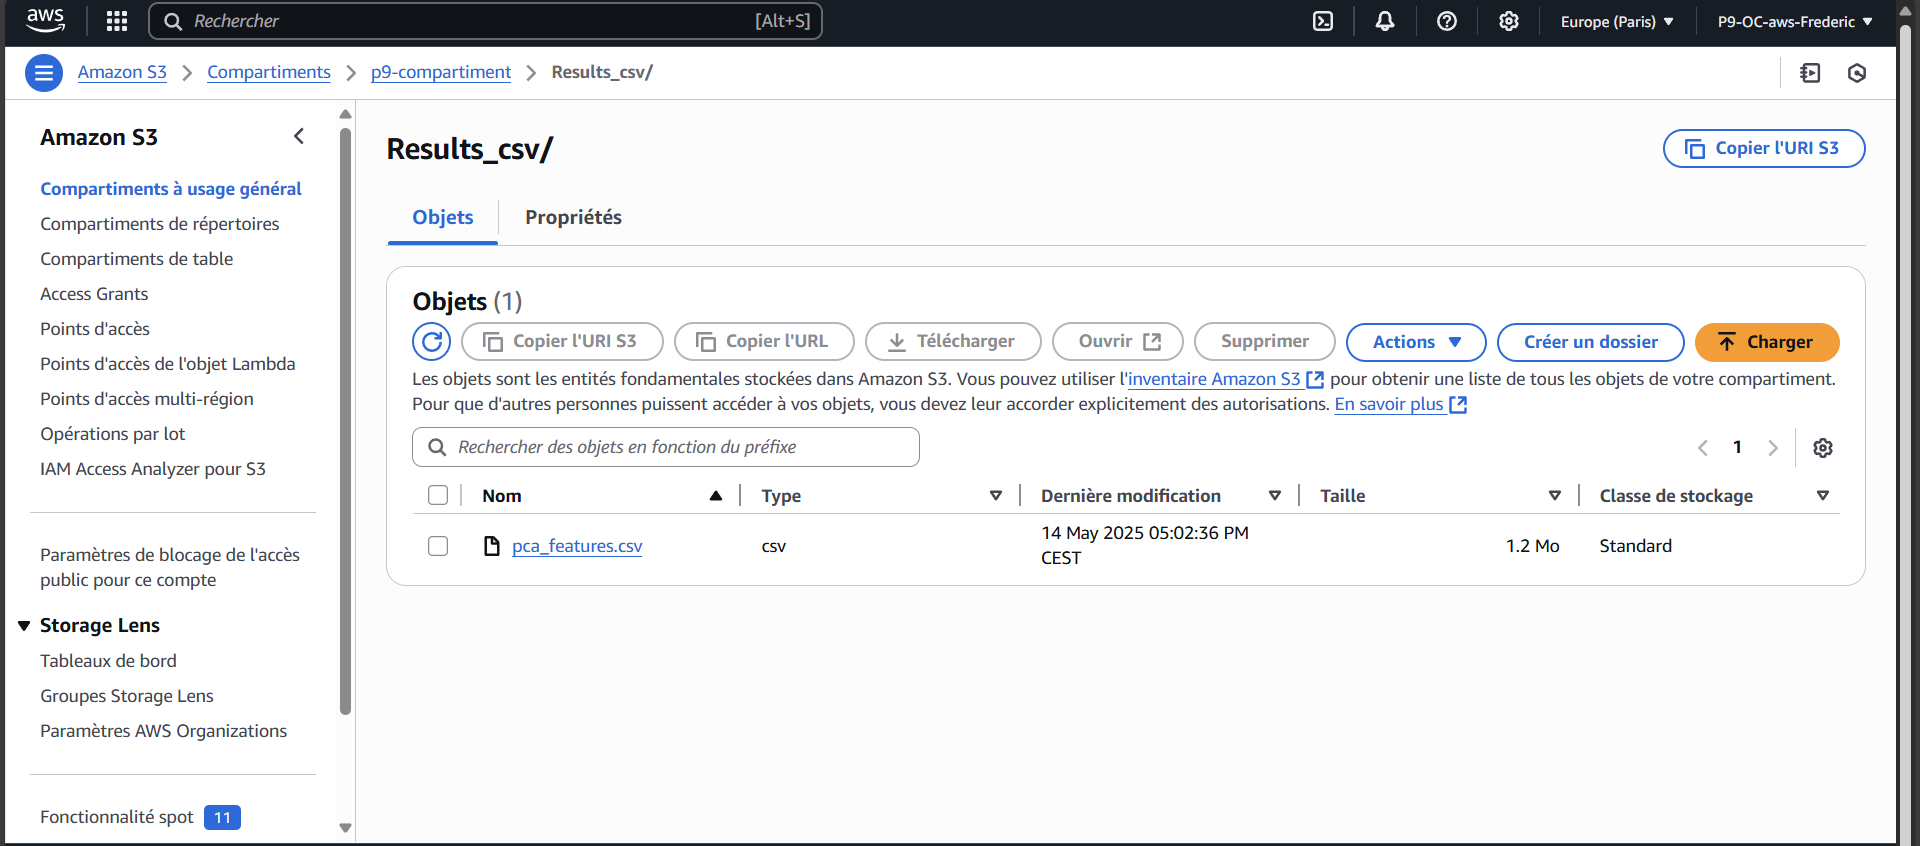 aws
Rechercher [Alt+S]
Europe (Paris)
P9-OC-aws-Frederic
Amazon S3 > Compartiments > p9-compartiment > Results_csv/
Amazon S3
Compartiments à usage général
Compartiments de répertoires
Compartiments de table
Access Grants
Points d'accès
Points d'accès de l'objet Lambda
Points d'accès multi-région
Opérations par lot
IAM Access Analyzer pour S3
Paramètres de blocage de l'accès
public pour ce compte
Storage Lens
Tableaux de bord
Groupes Storage Lens
Paramètres AWS Organizations
Fonctionnalité spot 11
Results_csv/
Copier l'URI S3
Objets
Propriétés
Objets (1)
Copier l'URI S3
Copier l'URL
Télécharger
Ouvrir
Supprimer
Actions
Créer un dossier
Charger
Les objets sont les entités fondamentales stockées dans Amazon S3. Vous pouvez utiliser l'inventaire Amazon S3 pour obtenir une liste de tous les objets de votre compartiment.
Pour que d'autres personnes puissent accéder à vos objets, vous devez leur accorder explicitement des autorisations. En savoir plus
Rechercher des objets en fonction du préfixe
1
Nom Type Dernière modification Taille Classe de stockage
pca_features.csv csv 14 May 2025 05:02:36 PM CEST 1.2 Mo Standard